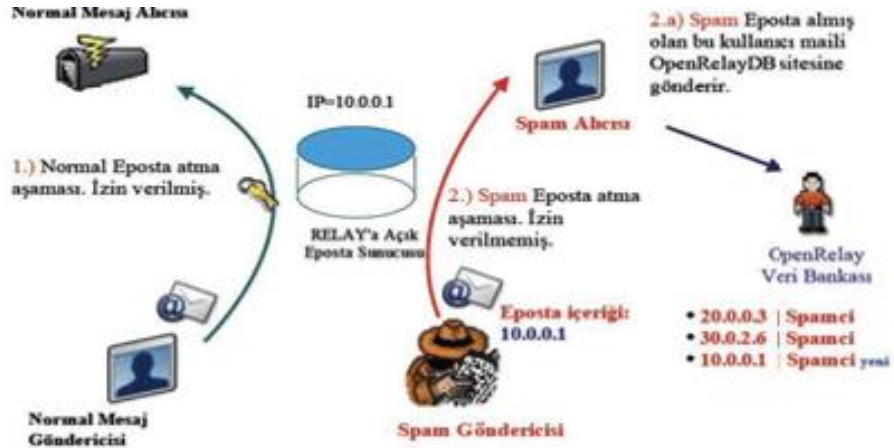 Normal Mesaj Alıcısı
1.) Normal Eposta atma
aşaması. İzin verilmiş.
Normal Mesaj
Göndericisi
IP=10.0.0.1
RELAY'a Açık
Eposta Sunucusu
2.) Spam Eposta atma
aşaması. İzin
verilmemiş.
Eposta içeriği:
10.0.0.1
Spam Göndericisi
Spam Alıcısı
2.a) Spam Eposta almış
olan bu kullanıcı maili
OpenRelayDB sitesine
gönderir.
OpenRelay
Veri Bankası
• 20.0.0.3 | Spamci
• 30.0.2.6 | Spamci
• 10.0.0.1 | Spamci yeni